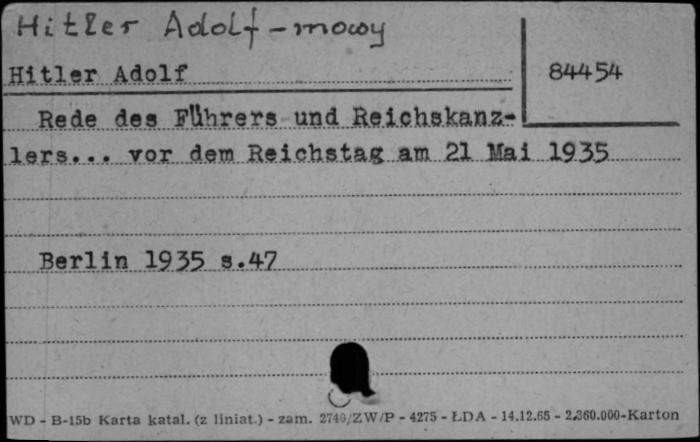 Hitler Adolf - mowy
Hitler Adolf
84454
Rede des Führers und Reichskanz-
lers... vor dem Reichstag am 21 Mai 1935
Berlin 1935 s.47
WD - B-15b Karta katal. (z liniat.) - zam. 2740/ZW/P - 4275 - ŁDA - 14.12.65 - 2.360.000-Karton